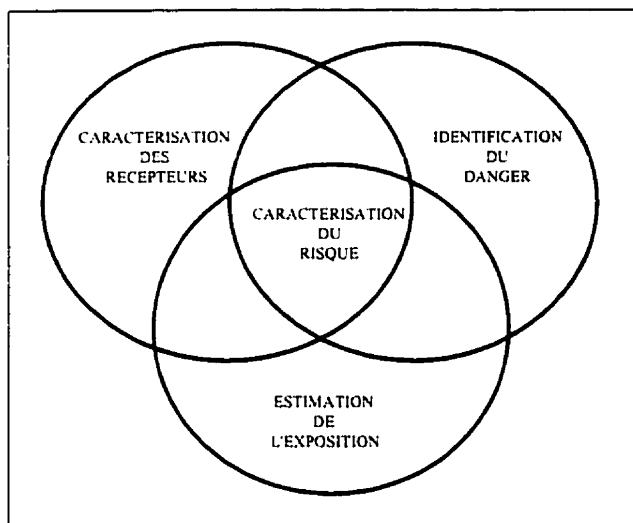 CARACTERISATION
DES
RECEPTEURS
IDENTIFICATION
DU
DANGER
CARACTERISATION
DU
RISQUE
ESTIMATION
DE
L'EXPOSITION